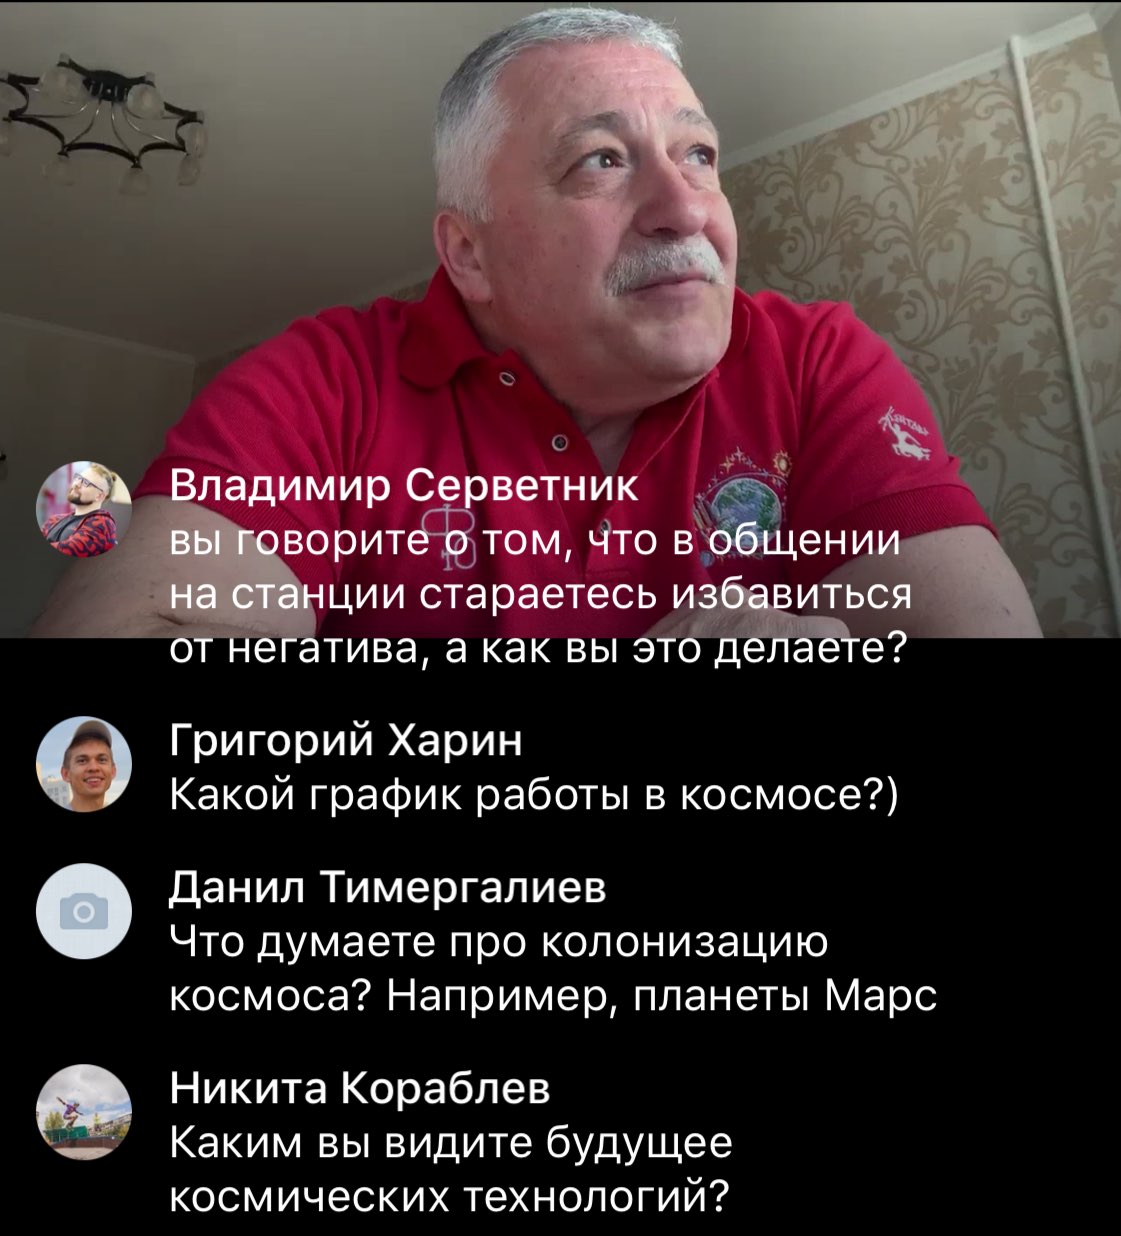 Владимир Серветник
вы говорите о том, что в общении
на станции стараетесь избавиться
от негатива, а как вы это делаете?
Григорий Харин
Какой график работы в космосе?)
Данил Тимергалиев
Что думаете про колонизацию
космоса? Например, планеты Марс
Никита Кораблев
Каким вы видите будущее
космических технологий?